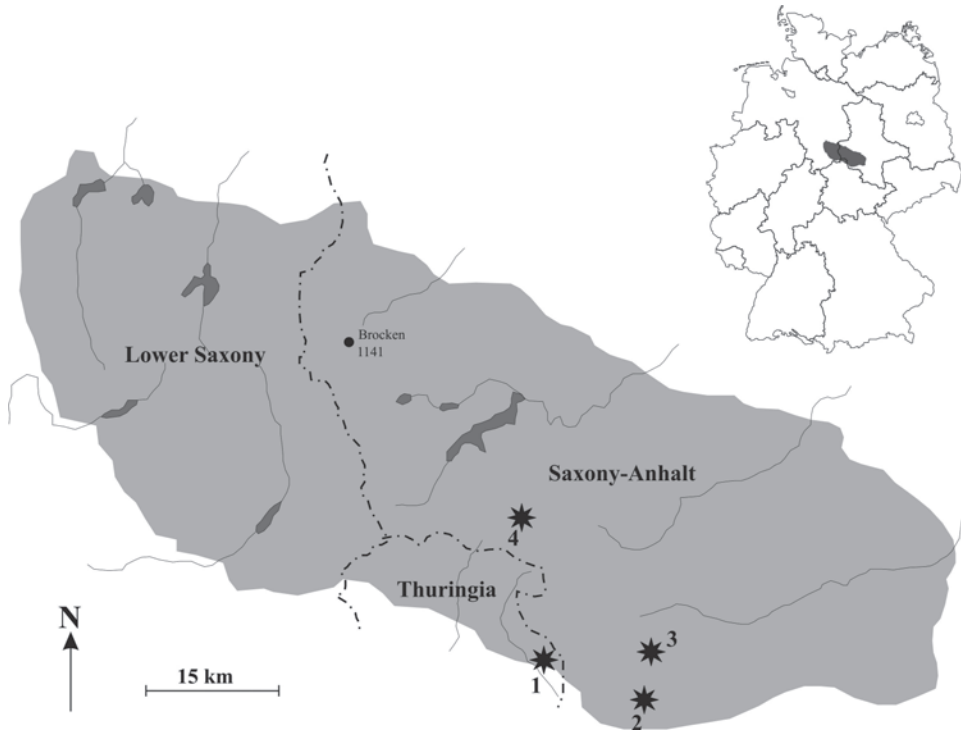 Brocken
1141
Lower Saxony
Saxony-Anhalt
4
Thuringia
N
3
15 km
1
2